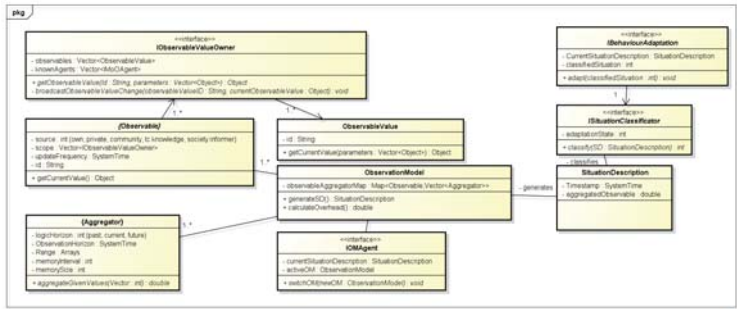 pkg
<<interface>>
IObservableValueOwner
- observables : Vector<ObservableValue>
- knownAgents : Vector<IMoOAgent>
+ getObservableValue(id : String, parameters : Vector<Object>) : Object
- broadcastObservableValueChange(observableValueID : String, currentObservableValue : Object) : void
1..*
1..*
{Observable}
- source : int (own, private, community, tc knowledge, society informer)
- scope : Vector<IObservableValueOwner>
- updateFrequency : SystemTime
- id : String
+ getCurrentValue() : Object
ObservableValue
- id : String
+ getCurrentValue(parameters : Vector<Object>) : Object
1..*
ObservationModel
- observableAggregatorMap : Map<Observable,Vector<Aggregator>>
+ generateSD() : SituationDescription
+ calculateOverhead() : double
{Aggregator}
- logicHorizon : int (past, current, future)
- ObservationHorizon : SystemTime
- Range : Arrays
- memoryInterval : int
- memorySize : int
+ aggregateGivenValues(Vector : int) : double
1..*
<<interface>>
IOMAgent
- currentSituationDescription : SituationDescription
- activeOM : ObservationModel
+ switchOM(newOM : ObservationModel) : void
- generates
<<interface>>
IBehaviourAdaptation
- CurrentSituationDescription : SituationDescription
- classifiedSituation : int
+ adapt(classifiedSituation : int) : void
1
<<interface>>
ISituationClassificator
- adaptationState : int
+ classify(SD : SituationDescription) : int
- classifies
SituationDescription
- Timestamp : SystemTime
- aggregatedObservable : double